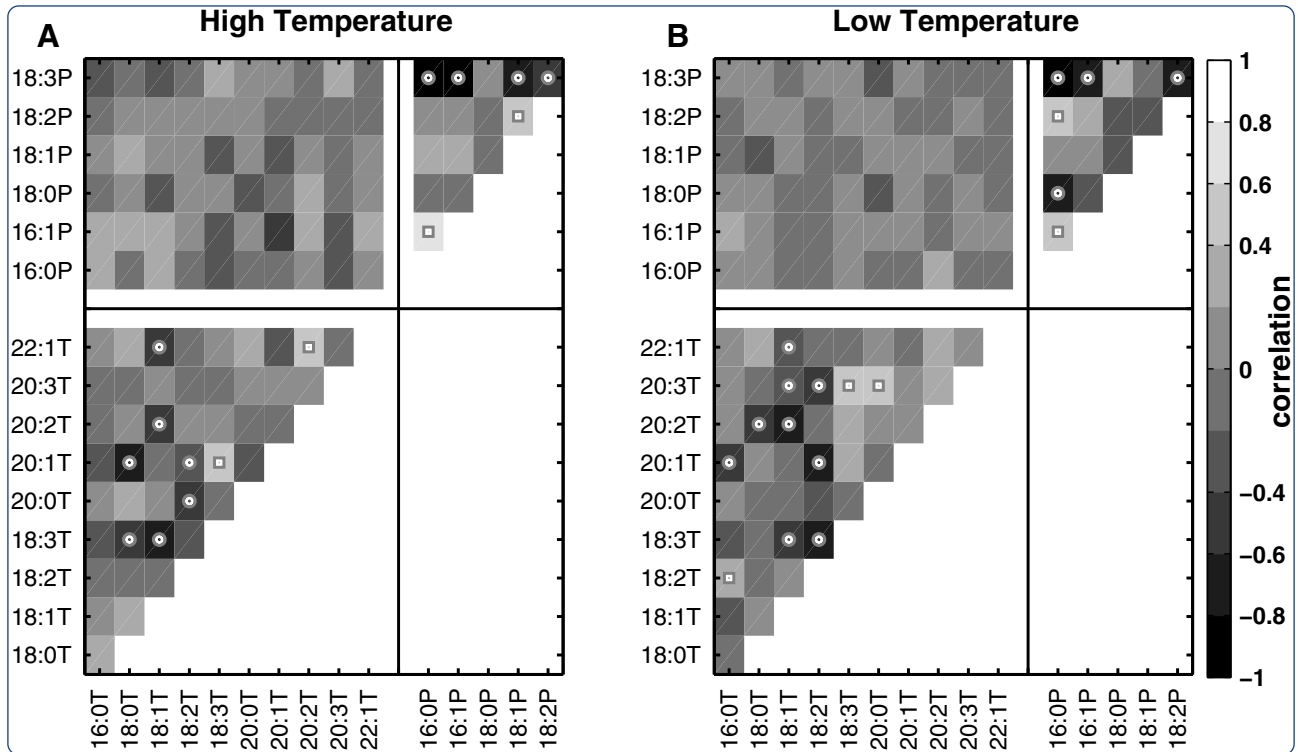 High Temperature
Low Temperature
A
B
18:3P
18:2P
18:1P
18:0P
16:1P
16:0P
22:1T
20:3T
20:2T
20:1T
20:0T
18:3T
18:2T
18:1T
18:0T
16:0T
18:0T
18:1T
18:2T
18:3T
20:0T
20:1T
20:2T
20:3T
22:1T
16:0P
16:1P
18:0P
18:1P
18:2P
18:3P
18:2P
18:1P
18:0P
16:1P
16:0P
22:1T
20:3T
20:2T
20:1T
20:0T
18:3T
18:2T
18:1T
18:0T
16:0T
18:0T
18:1T
18:2T
18:3T
20:0T
20:1T
20:2T
20:3T
22:1T
16:0P
16:1P
18:0P
18:1P
18:2P
1
0.8
0.6
0.4
0
−0.4
−0.6
−0.8
−1
correlation